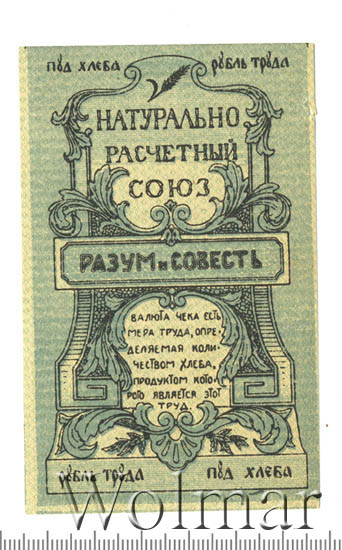 ПУД ХЛЕБА РУБЛЬ ТРУДА
НАТУРАЛЬНО
РАСЧЕТНЫЙ
СОЮЗ
РАЗУМ и СОВЕСТЬ
ВАЛЮТА ЧЕКА ЕСТЬ
МЕРА ТРУДА, ОПРЕ-
ДЕЛЯЕМАЯ КОЛИ-
ЧЕСТВОМ ХЛЕБА,
ПРОДУКТОМ КОТО-
РОГО ЯВЛЯЕТСЯ ЭТОТ
ТРУД.
РУБЛЬ ТРУДА ПУД ХЛЕБА
Wolmar